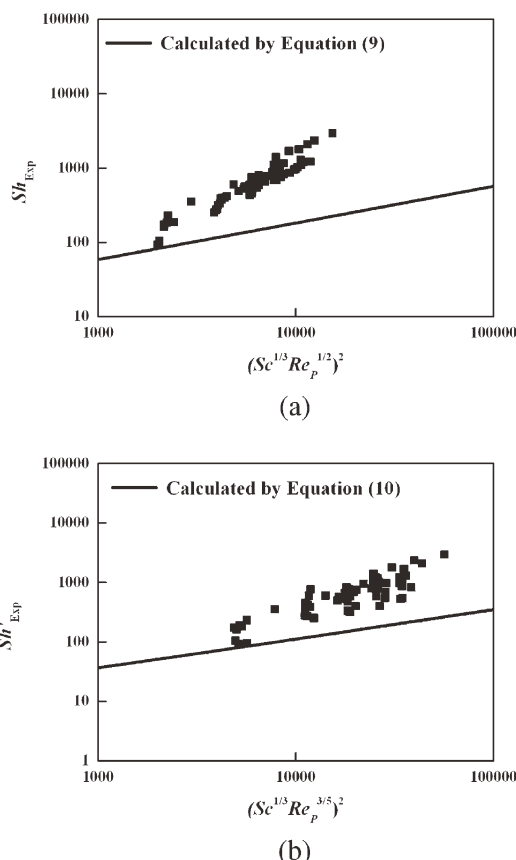 100000
Calculated by Equation (9)
10000
Sh_Exp
1000
100
10
1000 10000 100000
(Sc^1/3 Re_P^1/2)^2
(a)
100000
Calculated by Equation (10)
10000
Sh'_Exp
1000
100
10
1
1000 10000 100000
(Sc^1/3 Re_P^3/5)^2
(b)